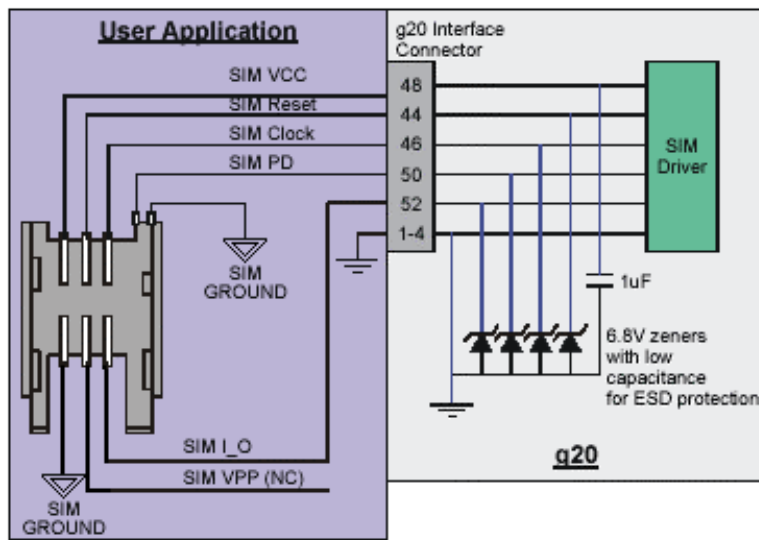 User Application
g20 Interface
Connector
SIM VCC
SIM Reset
SIM Clock
SIM PD
48
44
46
50
52
1-4
SIM
Driver
SIM
GROUND
1uF
6.8V zeners
with low
capacitance
for ESD protection
SIM I_O
SIM VPP (NC)
SIM
GROUND
g20